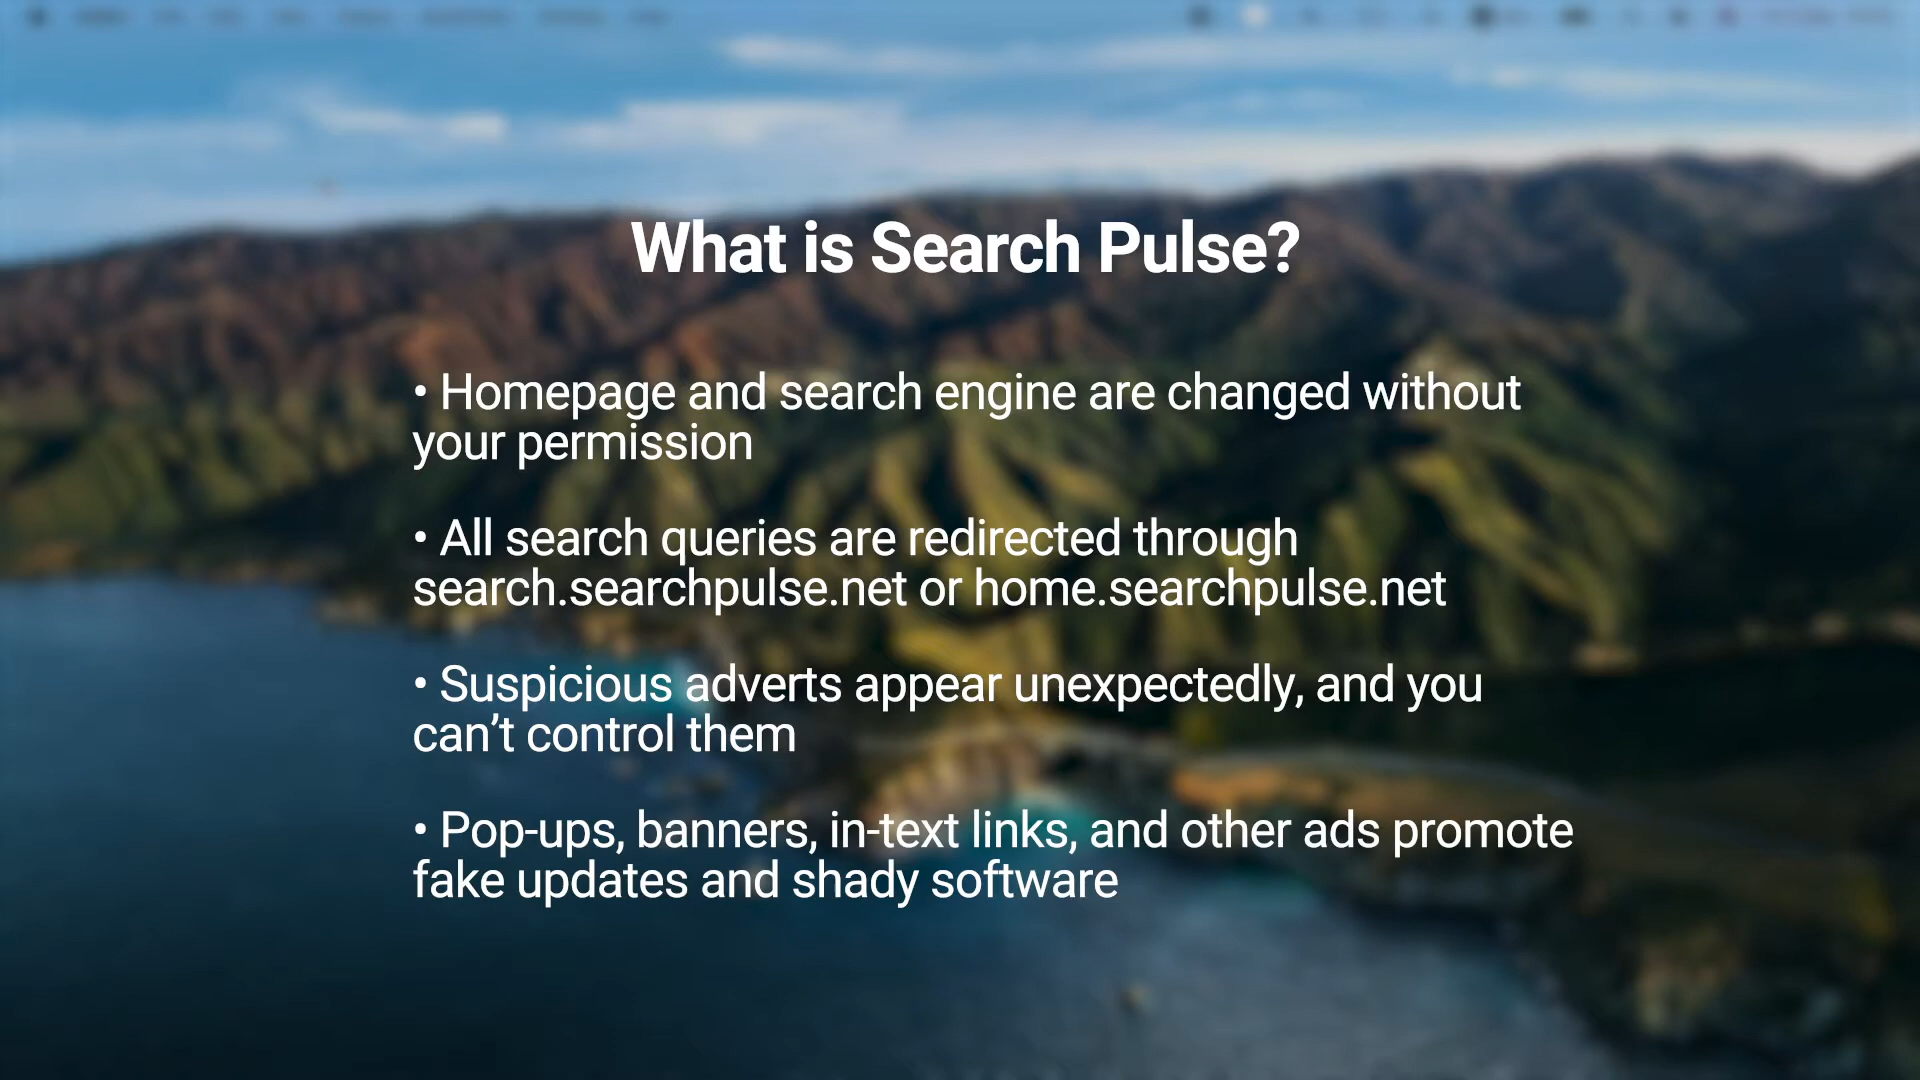 What is Search Pulse?
• Homepage and search engine are changed without
your permission
• All search queries are redirected through
search.searchpulse.net or home.searchpulse.net
• Suspicious adverts appear unexpectedly, and you
can’t control them
• Pop-ups, banners, in-text links, and other ads promote
fake updates and shady software